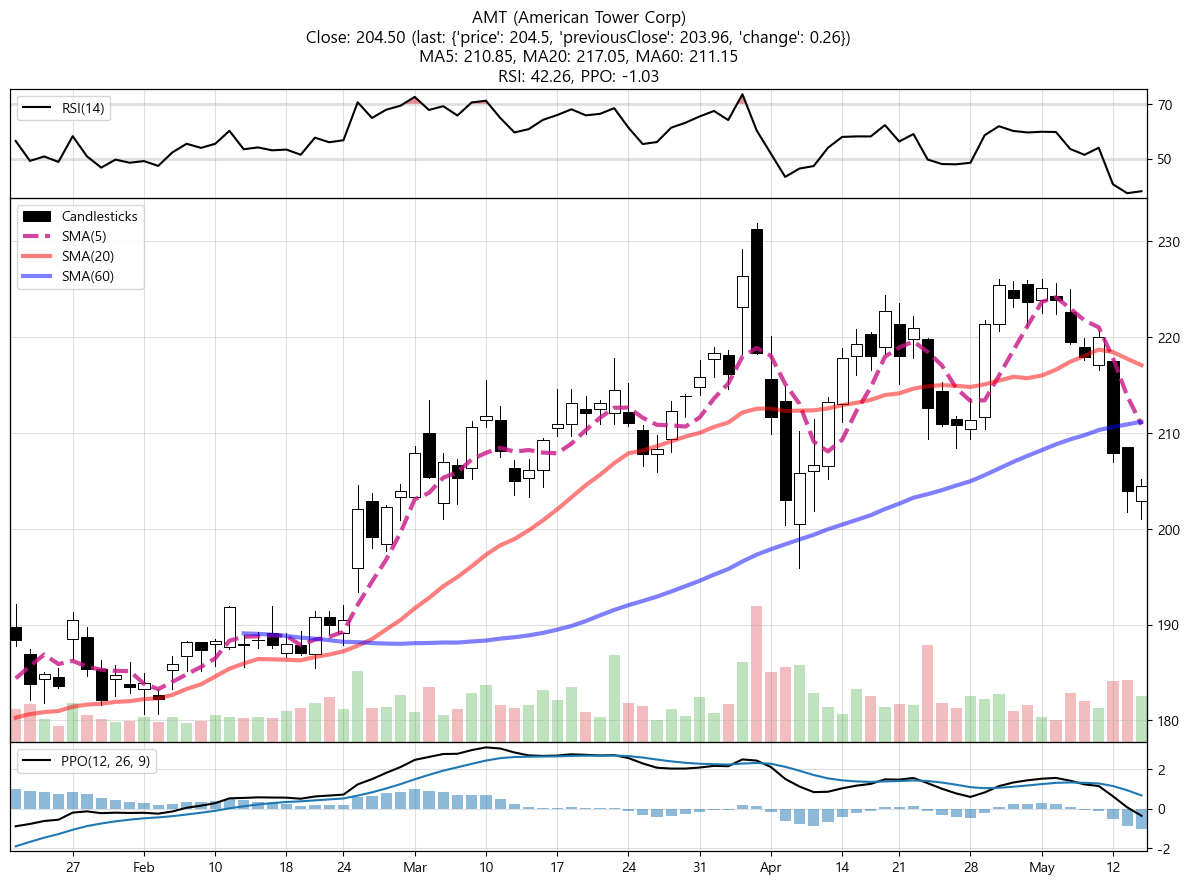 AMT (American Tower Corp)
Close: 204.50 (last: {'price': 204.5, 'previousClose': 203.96, 'change': 0.26})
MA5: 210.85, MA20: 217.05, MA60: 211.15
RSI: 42.26, PPO: -1.03
RSI(14)
70
50
Candlesticks
SMA(5)
SMA(20)
SMA(60)
230
220
210
200
190
180
PPO(12, 26, 9)
2
0
-2
27 Feb 10 18 24 Mar 10 17 24 31 Apr 14 21 28 May 12